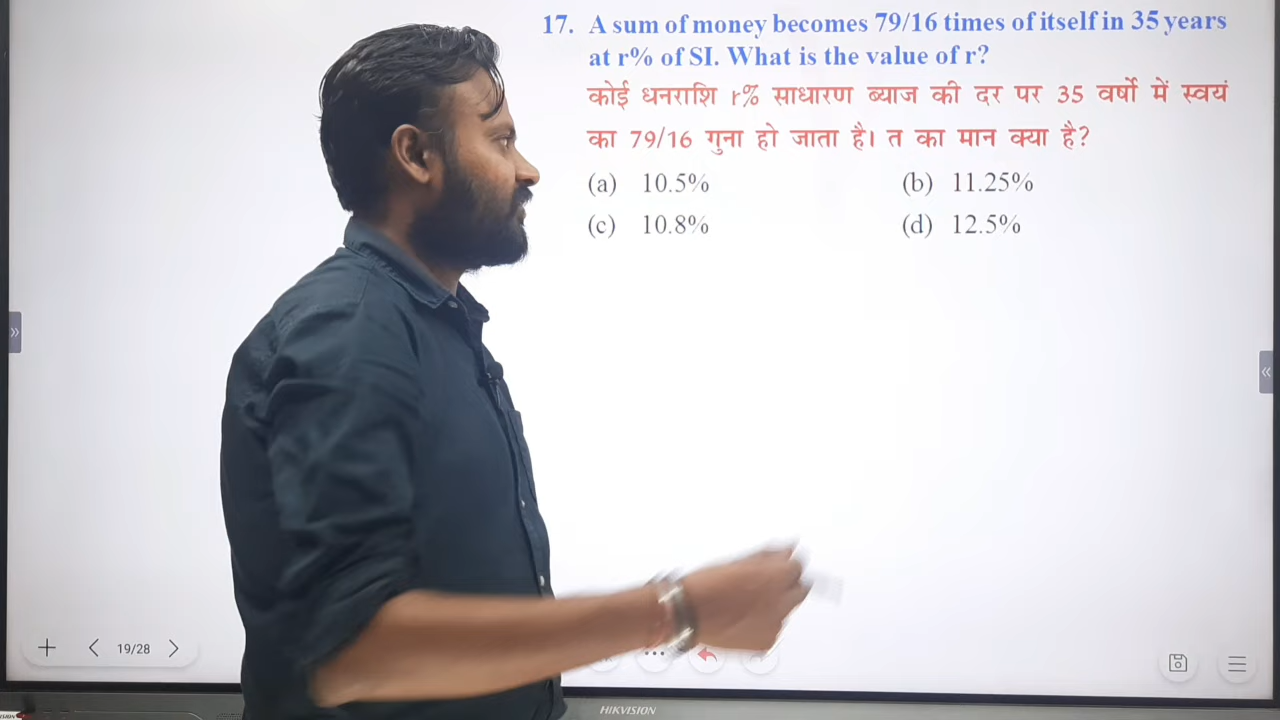 17. A sum of money becomes 79/16 times of itself in 35 years
at r% of SI. What is the value of r?
कोई धनराशि r% साधारण ब्याज की दर पर 35 वर्षों में स्वयं
का 79/16 गुना हो जाता है। त का मान क्या है?
(a) 10.5% (b) 11.25%
(c) 10.8% (d) 12.5%
19/28
HIKVISION